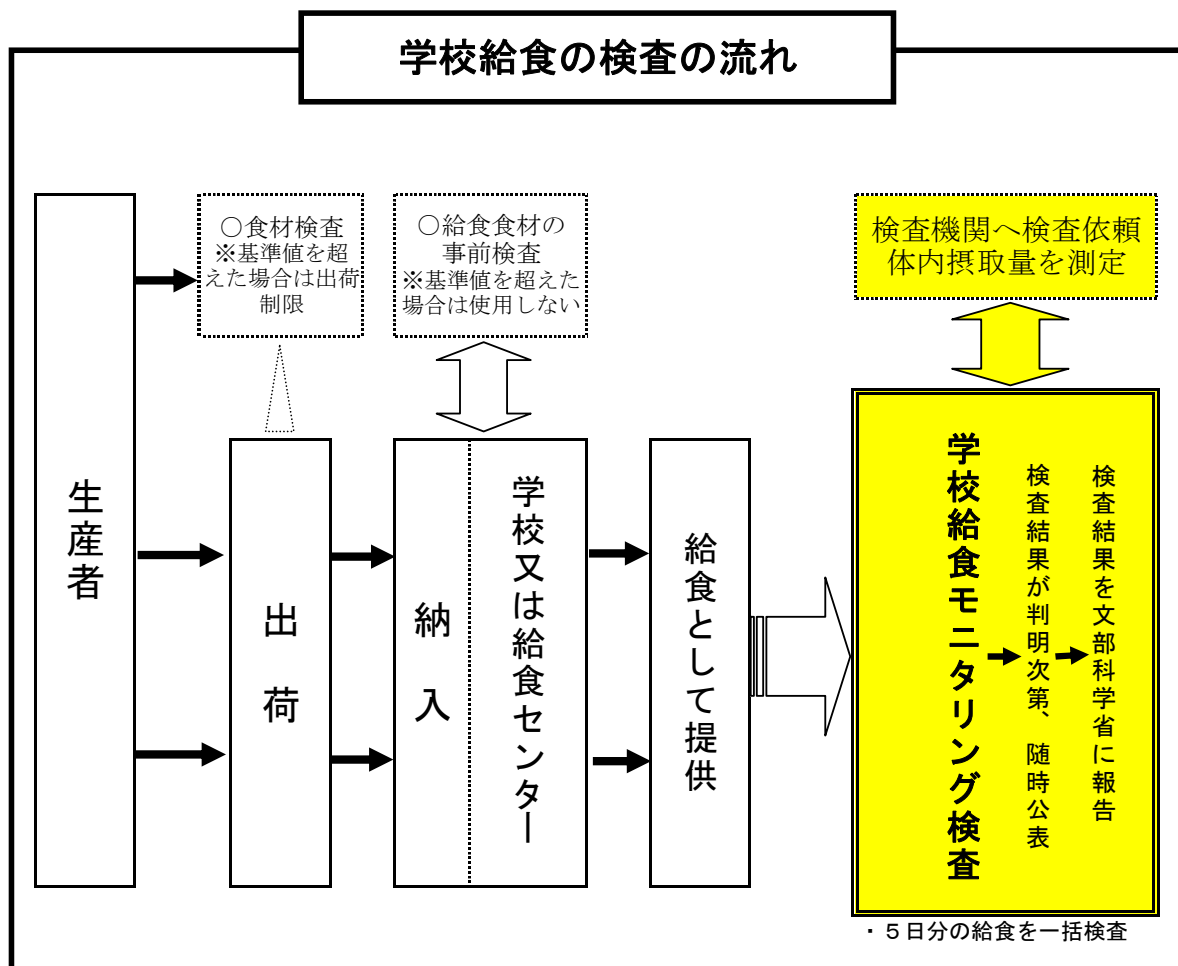 学校給食の検査の流れ
○食材検査
※基準値を超
えた場合は出荷
制限
○給食食材の
事前検査
※基準値を超えた
場合は使用しない
検査機関へ検査依頼
体内摂取量を測定
生産者
出荷
納入
学校又は給食センター
給食として提供
学校給食モニタリング検査
検査結果が判明次第、随時公表
検査結果を文部科学省に報告
・５日分の給食を一括検査